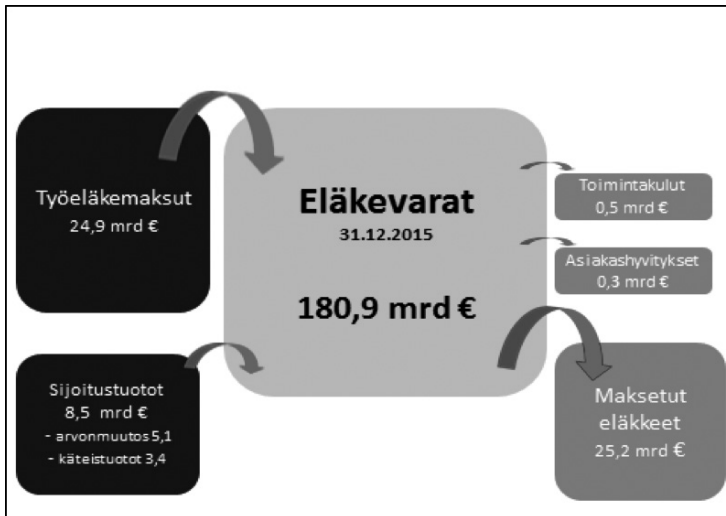 Työeläkemaksut
24,9 mrd €
Sijoitustuotot
8,5 mrd €
- arvonmuutos 5,1
- käteistuotot 3,4
Eläkevarat
31.12.2015
180,9 mrd €
Toimintakulut
0,5 mrd €
Asiakashyvitykset
0,3 mrd €
Maksetut
eläkkeet
25,2 mrd €